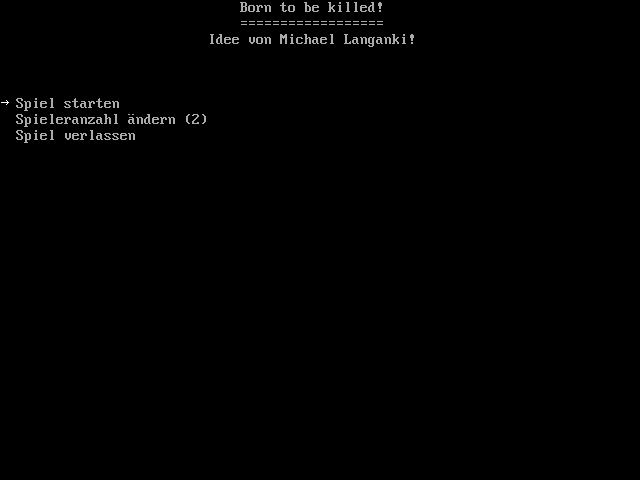 Born to be killed!
==================
Idee von Michael Langanki!
→ Spiel starten
Spieleranzahl ändern (2)
Spiel verlassen